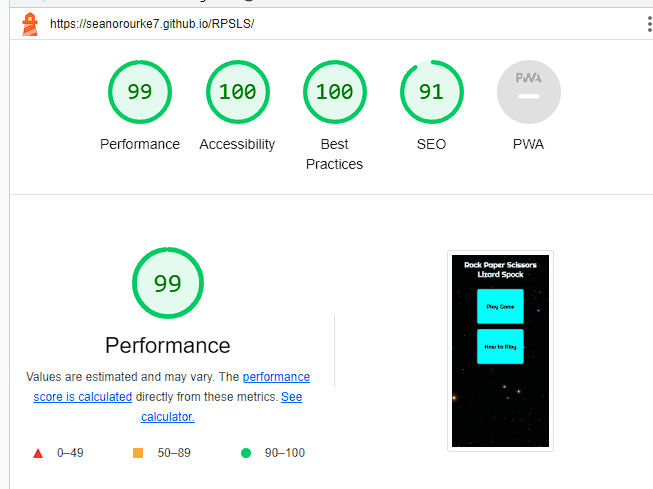 https://seanorourke7.github.io/RPSLS/
99
100
100
91
PWA
Performance
Accessibility
Best
Practices
SEO
PWA
99
Performance
Values are estimated and may vary. The performance
score is calculated directly from these metrics. See
calculator.
0–49
50–89
90–100
Rock Paper Scissors
Lizard Spock
Play Game
How to Play